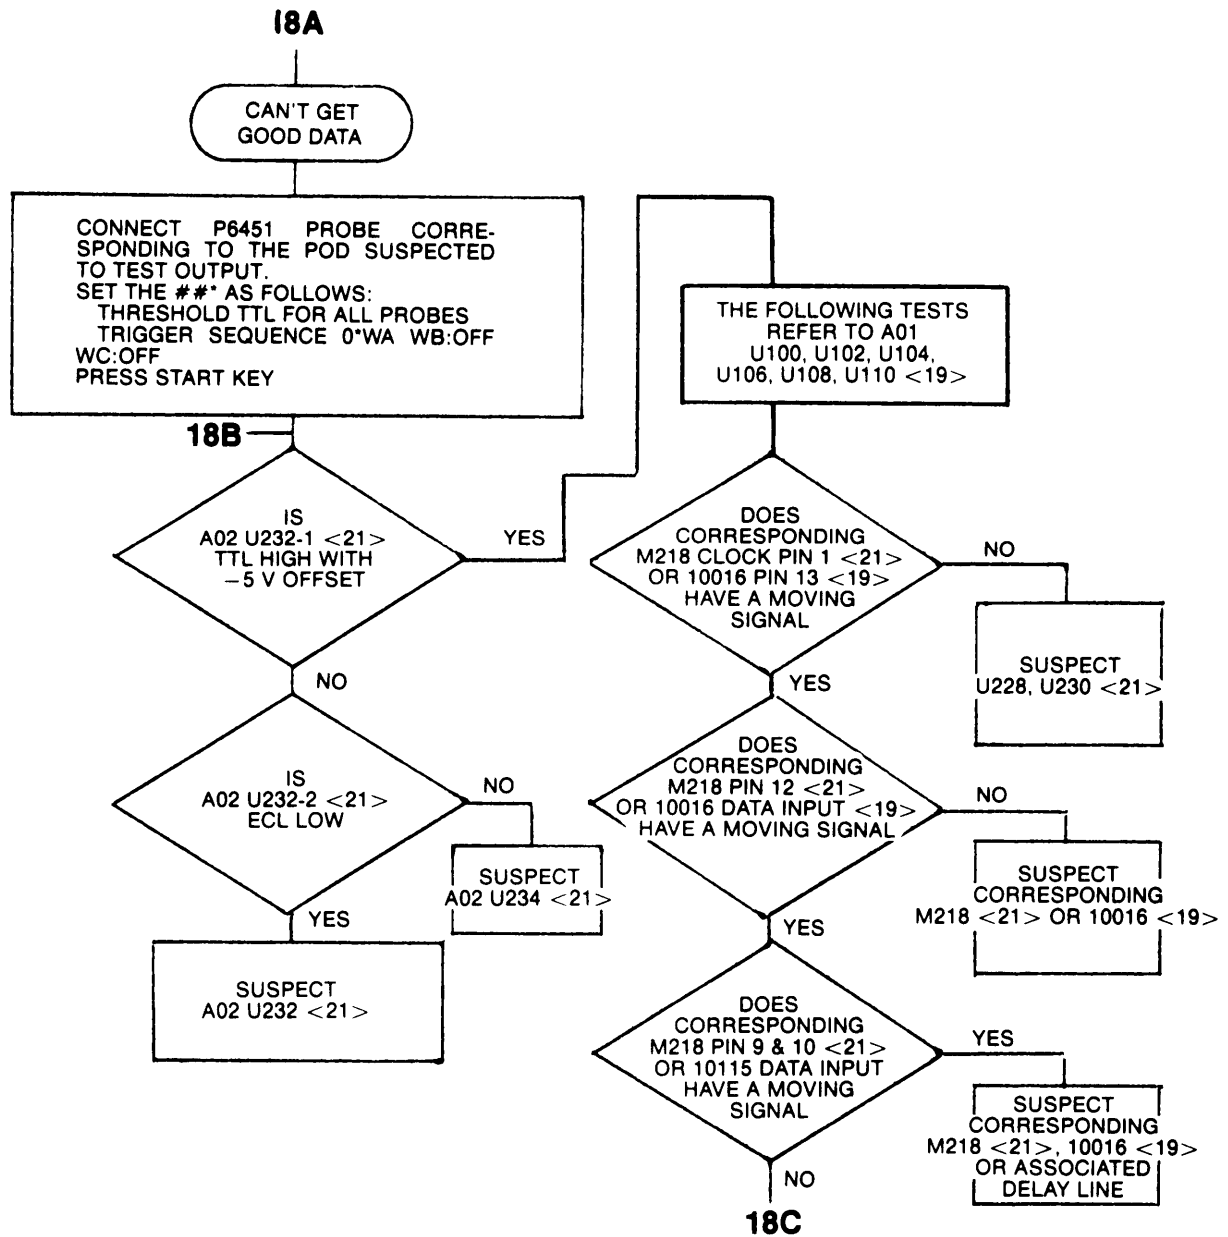 18A
CAN'T GET
GOOD DATA
CONNECT P6451 PROBE CORRE-
SPONDING TO THE POD SUSPECTED
TO TEST OUTPUT.
SET THE ##* AS FOLLOWS:
THRESHOLD TTL FOR ALL PROBES
TRIGGER SEQUENCE 0*WA WB:OFF
WC:OFF
PRESS START KEY
18B
IS
A02 U232-1 <21>
TTL HIGH WITH
−5 V OFFSET
YES
NO
IS
A02 U232-2 <21>
ECL LOW
NO
SUSPECT
A02 U234 <21>
YES
SUSPECT
A02 U232 <21>
THE FOLLOWING TESTS
REFER TO A01
U100, U102, U104,
U106, U108, U110 <19>
DOES
CORRESPONDING
M218 CLOCK PIN 1 <21>
OR 10016 PIN 13 <19>
HAVE A MOVING
SIGNAL
NO
SUSPECT
U228, U230 <21>
YES
DOES
CORRESPONDING
M218 PIN 12 <21>
OR 10016 DATA INPUT <19>
HAVE A MOVING SIGNAL
NO
SUSPECT
CORRESPONDING
M218 <21> OR 10016 <19>
YES
DOES
CORRESPONDING
M218 PIN 9 & 10 <21>
OR 10115 DATA INPUT
HAVE A MOVING
SIGNAL
YES
SUSPECT
CORRESPONDING
M218 <21>, 10016 <19>
OR ASSOCIATED
DELAY LINE
NO
18C